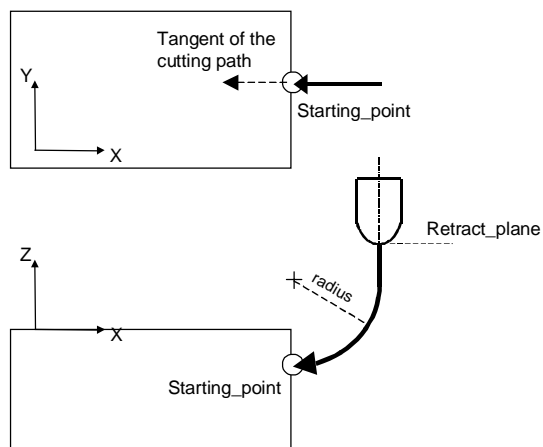 Tangent of the
cutting path
Y
Starting_point
X
Retract_plane
Z
radius
X
Starting_point